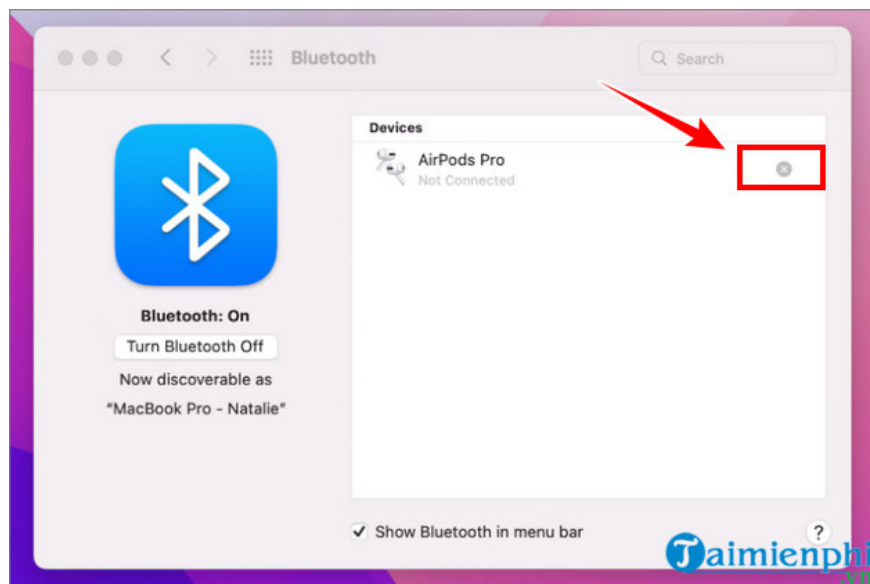 Bluetooth
Search
Devices
AirPods Pro
Not Connected
Bluetooth: On
Turn Bluetooth Off
Now discoverable as
“MacBook Pro - Natalie”
Show Bluetooth in menu bar
?
Taimienphi
.vn